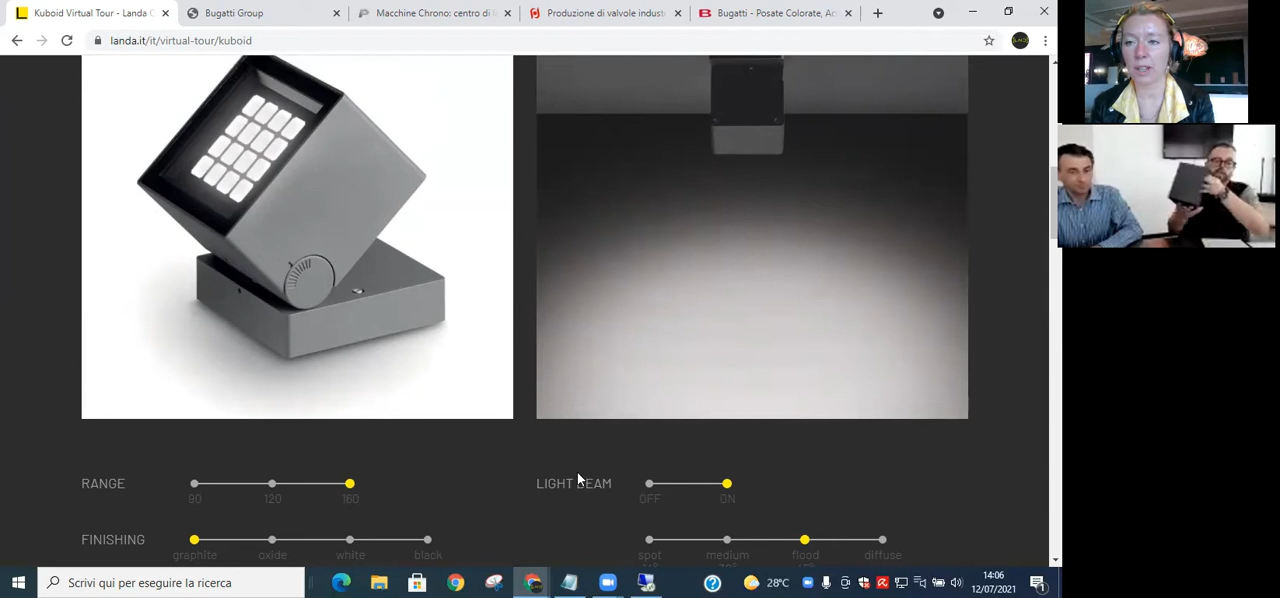 Kuboid Virtual Tour - Landa C
Bugatti Group
Macchine Chrono: centro di l
Produzione di valvole indust
Bugatti - Posate Colorate, Ac
landa.it/it/virtual-tour/kuboid
RANGE
80 120 160
LIGHT BEAM
OFF ON
FINISHING
graphite oxide white black
spot medium flood diffuse
Scrivi qui per eseguire la ricerca
28°C
14:06
12/07/2021